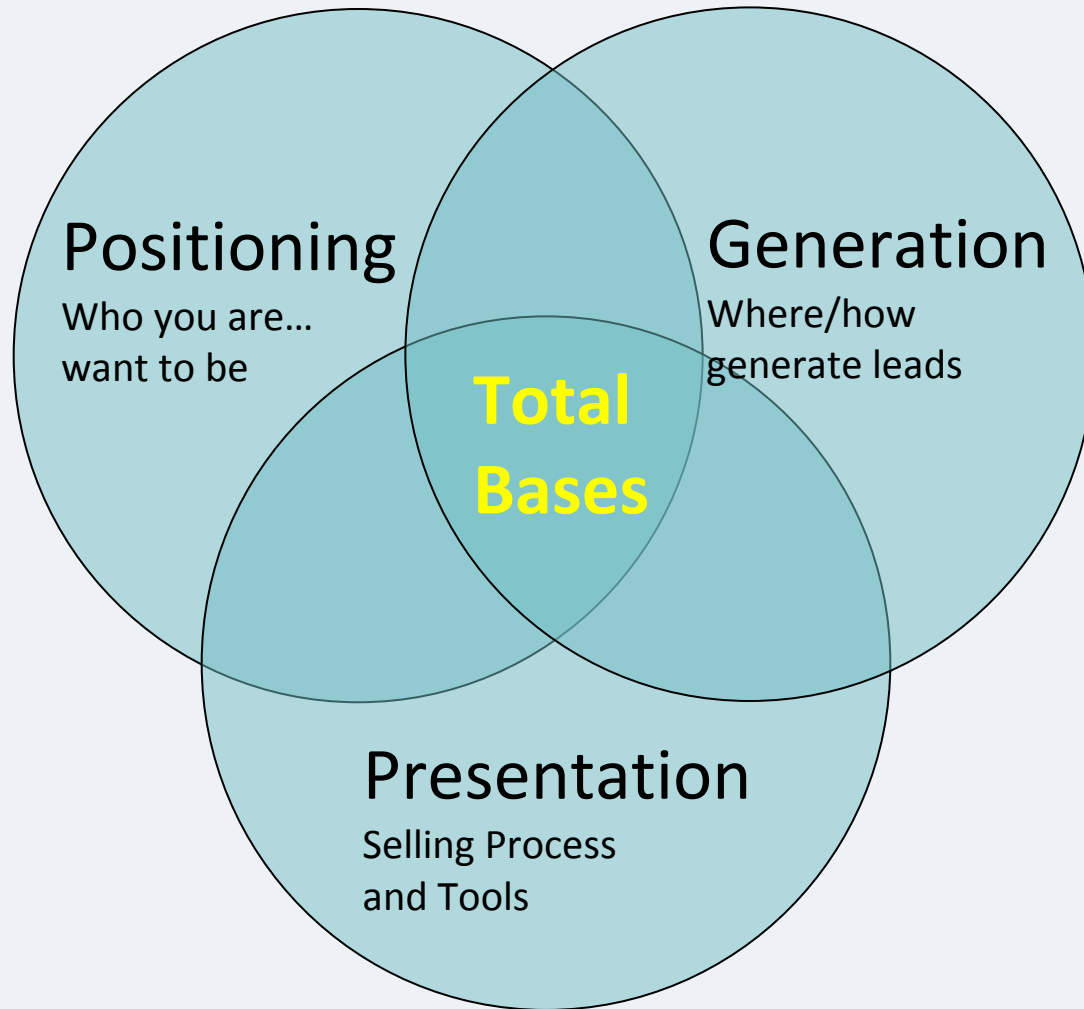 Positioning
Who you are…
want to be
Generation
Where/how
generate leads
Total
Bases
Presentation
Selling Process
and Tools